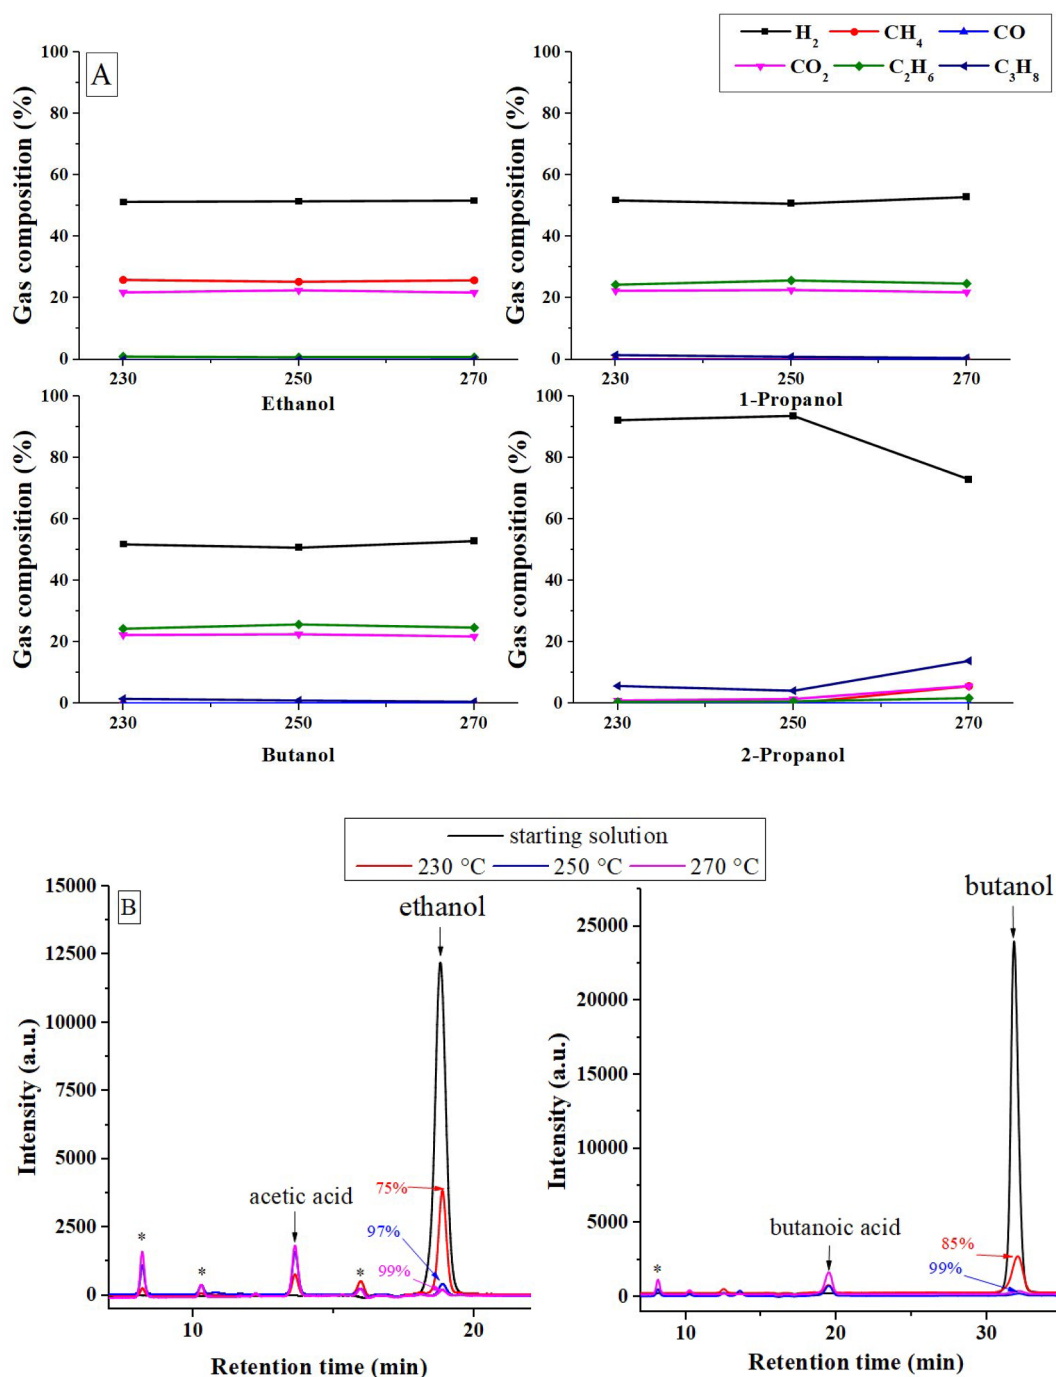 H₂ CH₄ CO
CO₂ C₂H₆ C₃H₈
A
Gas composition (%)
100
80
60
40
20
0
230 250 270
Ethanol
Gas composition (%)
100
80
60
40
20
0
230 250 270
1-Propanol
Gas composition (%)
100
80
60
40
20
0
230 250 270
Butanol
Gas composition (%)
100
80
60
40
20
0
230 250 270
2-Propanol
starting solution
230 °C 250 °C 270 °C
B
Intensity (a.u.)
15000
12500
10000
7500
5000
2500
0
ethanol
75%
97%
99%
acetic acid
* * *
10 20
Retention time (min)
Intensity (a.u.)
25000
20000
15000
10000
5000
0
butanol
85%
99%
butanoic acid
*
10 20 30
Retention time (min)